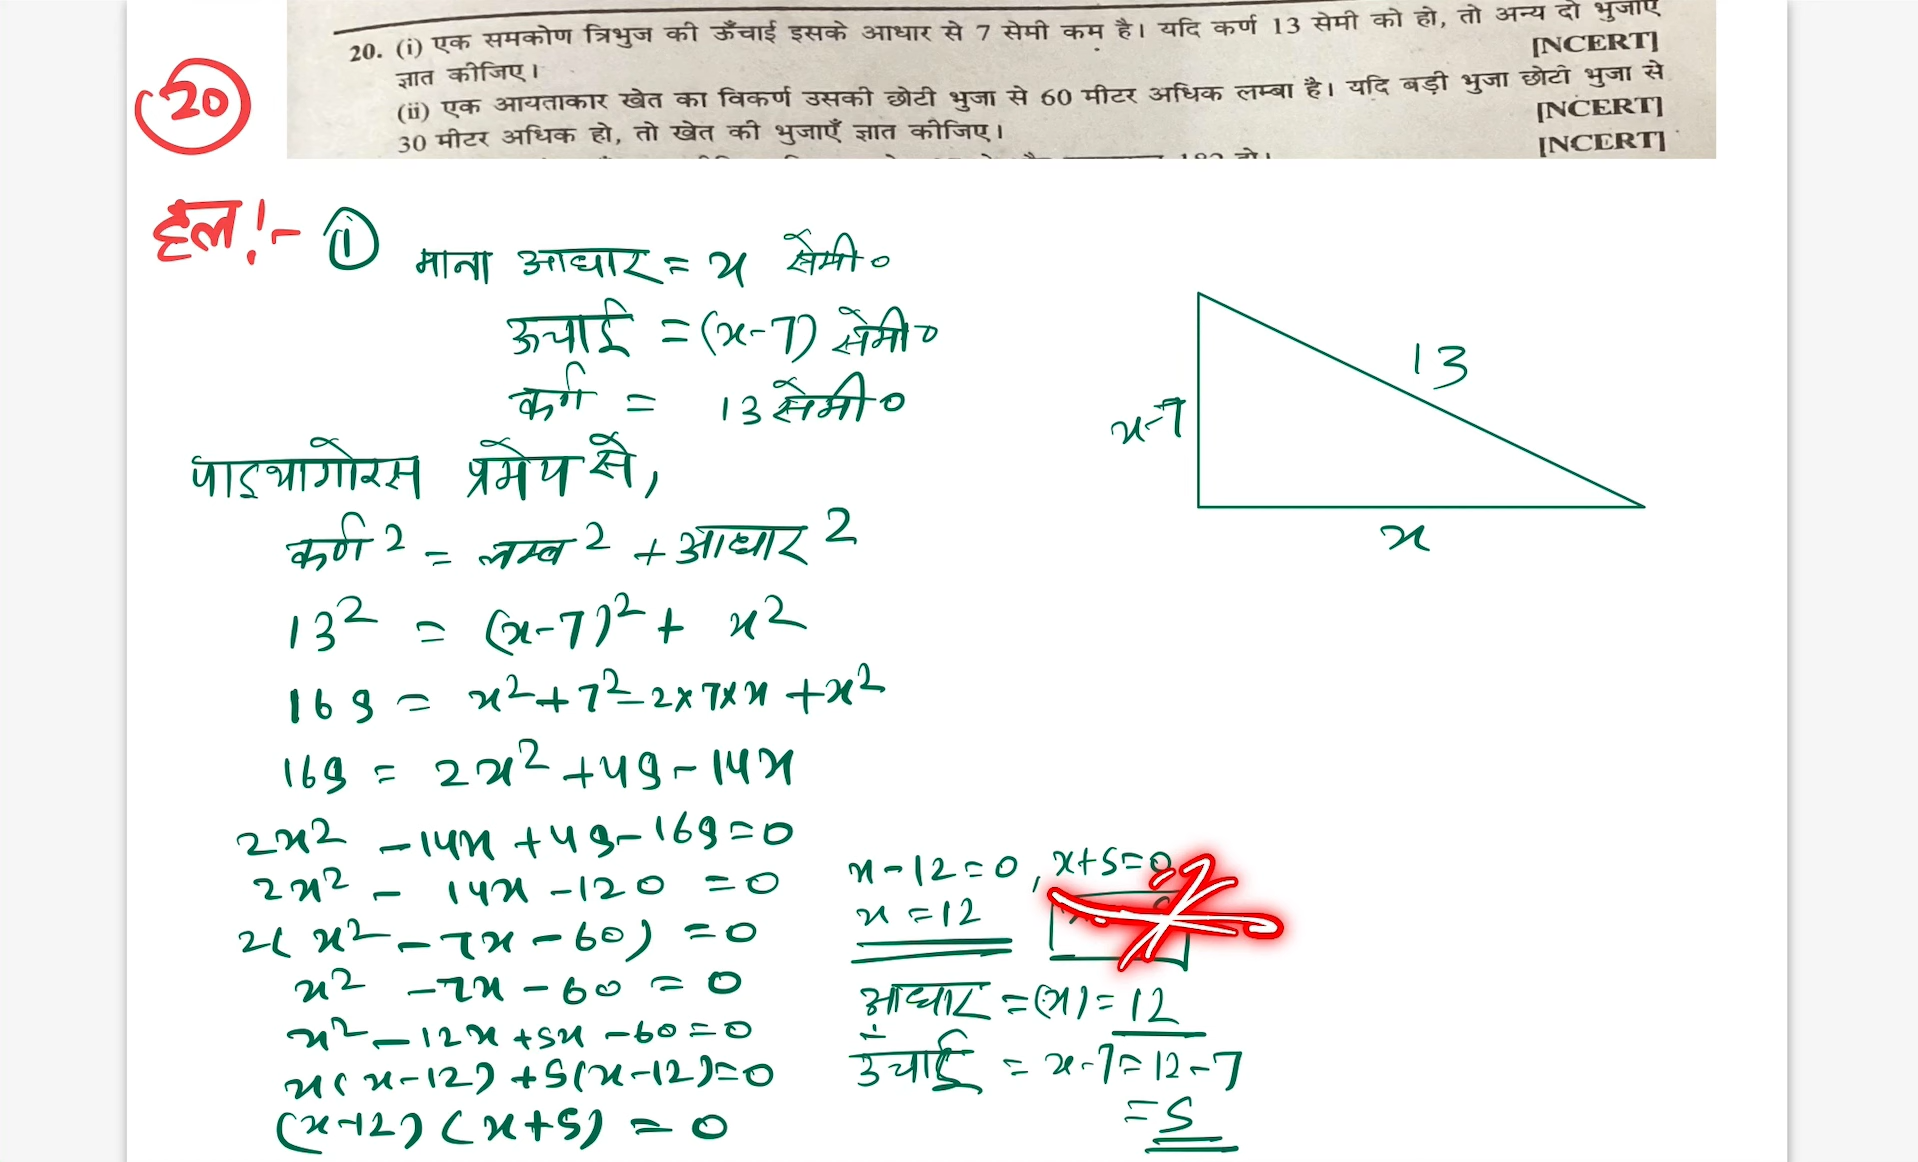 20. (i) एक समकोण त्रिभुज की ऊँचाई इसके आधार से 7 सेमी कम है। यदि कर्ण 13 सेमी को हो, तो अन्य दो भुजाएँ
ज्ञात कीजिए।
[NCERT]
(ii) एक आयताकार खेत का विकर्ण उसकी छोटी भुजा से 60 मीटर अधिक लम्बा है। यदि बड़ी भुजा छोटी भुजा से
30 मीटर अधिक हो, तो खेत की भुजाएँ ज्ञात कीजिए।
[NCERT]
[NCERT]
20
हल!- (i)
माना आधार = x सेमी०
ऊचाई = (x-7) सेमी०
कर्ण = 13 सेमी०
पाइथागोरस प्रमेय से,
कर्ण² = लम्ब² + आधार²
13² = (x-7)² + x²
169 = x²+7²-2×7×x+x²
169 = 2x²+49-14x
2x² -14x +49-169=0
2x² - 14x -120 =0
2(x²-7x-60) =0
x² -7x-60 = 0
x²-12x+5x-60=0
x(x-12)+5(x-12)=0
(x-12)(x+5) = 0
x-7
13
x
x-12=0, x+5=0
x=12
आधार =(x)=12
ऊंचाई = x-7=12-7
=5